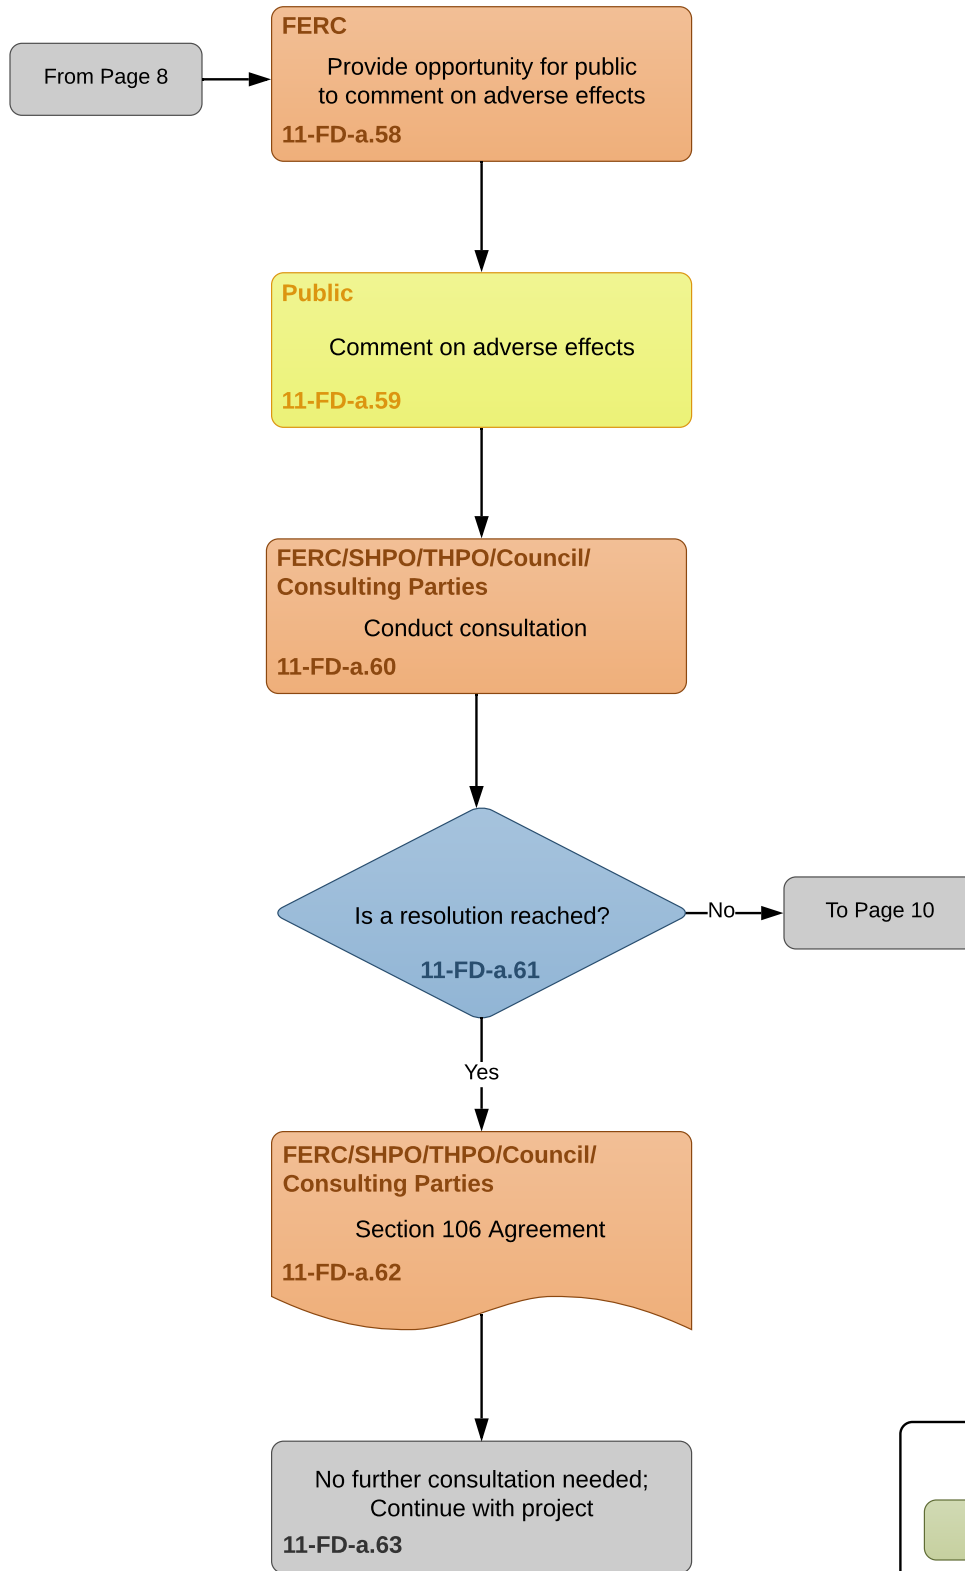 FERC
From Page 8
Provide opportunity for public
to comment on adverse effects
11-FD-a.58
Public
Comment on adverse effects
11-FD-a.59
FERC/SHPO/THPO/Council/
Consulting Parties
Conduct consultation
11-FD-a.60
Is a resolution reached?
11-FD-a.61
No
To Page 10
Yes
FERC/SHPO/THPO/Council/
Consulting Parties
Section 106 Agreement
11-FD-a.62
No further consultation needed;
Continue with project
11-FD-a.63